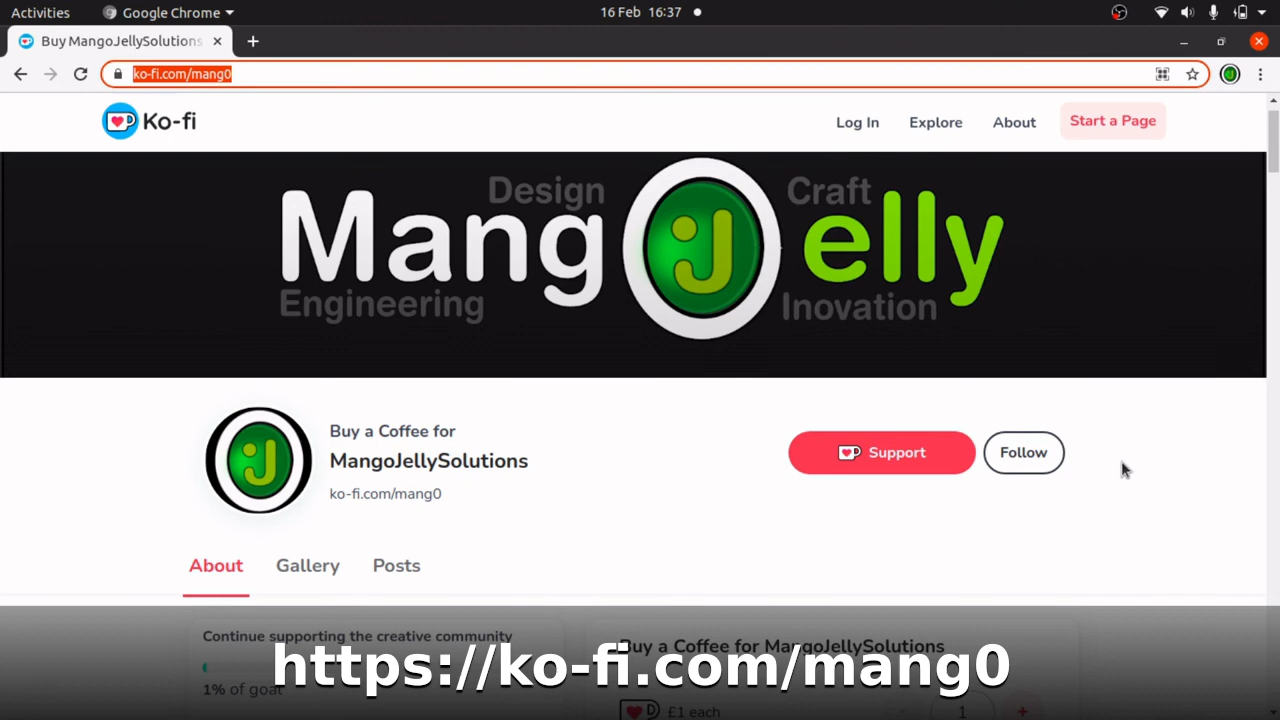 Activities
Google Chrome
16 Feb 16:37
Buy MangoJellySolutions
ko-fi.com/mang0
Ko-fi
Log In
Explore
About
Start a Page
Design
Craft
Mang J elly
Engineering
Inovation
Buy a Coffee for
MangoJellySolutions
ko-fi.com/mang0
Support
Follow
About
Gallery
Posts
Continue supporting the creative community
Buy a Coffee for MangoJellySolutions
https://ko-fi.com/mang0
1% of goal
£1 each
1